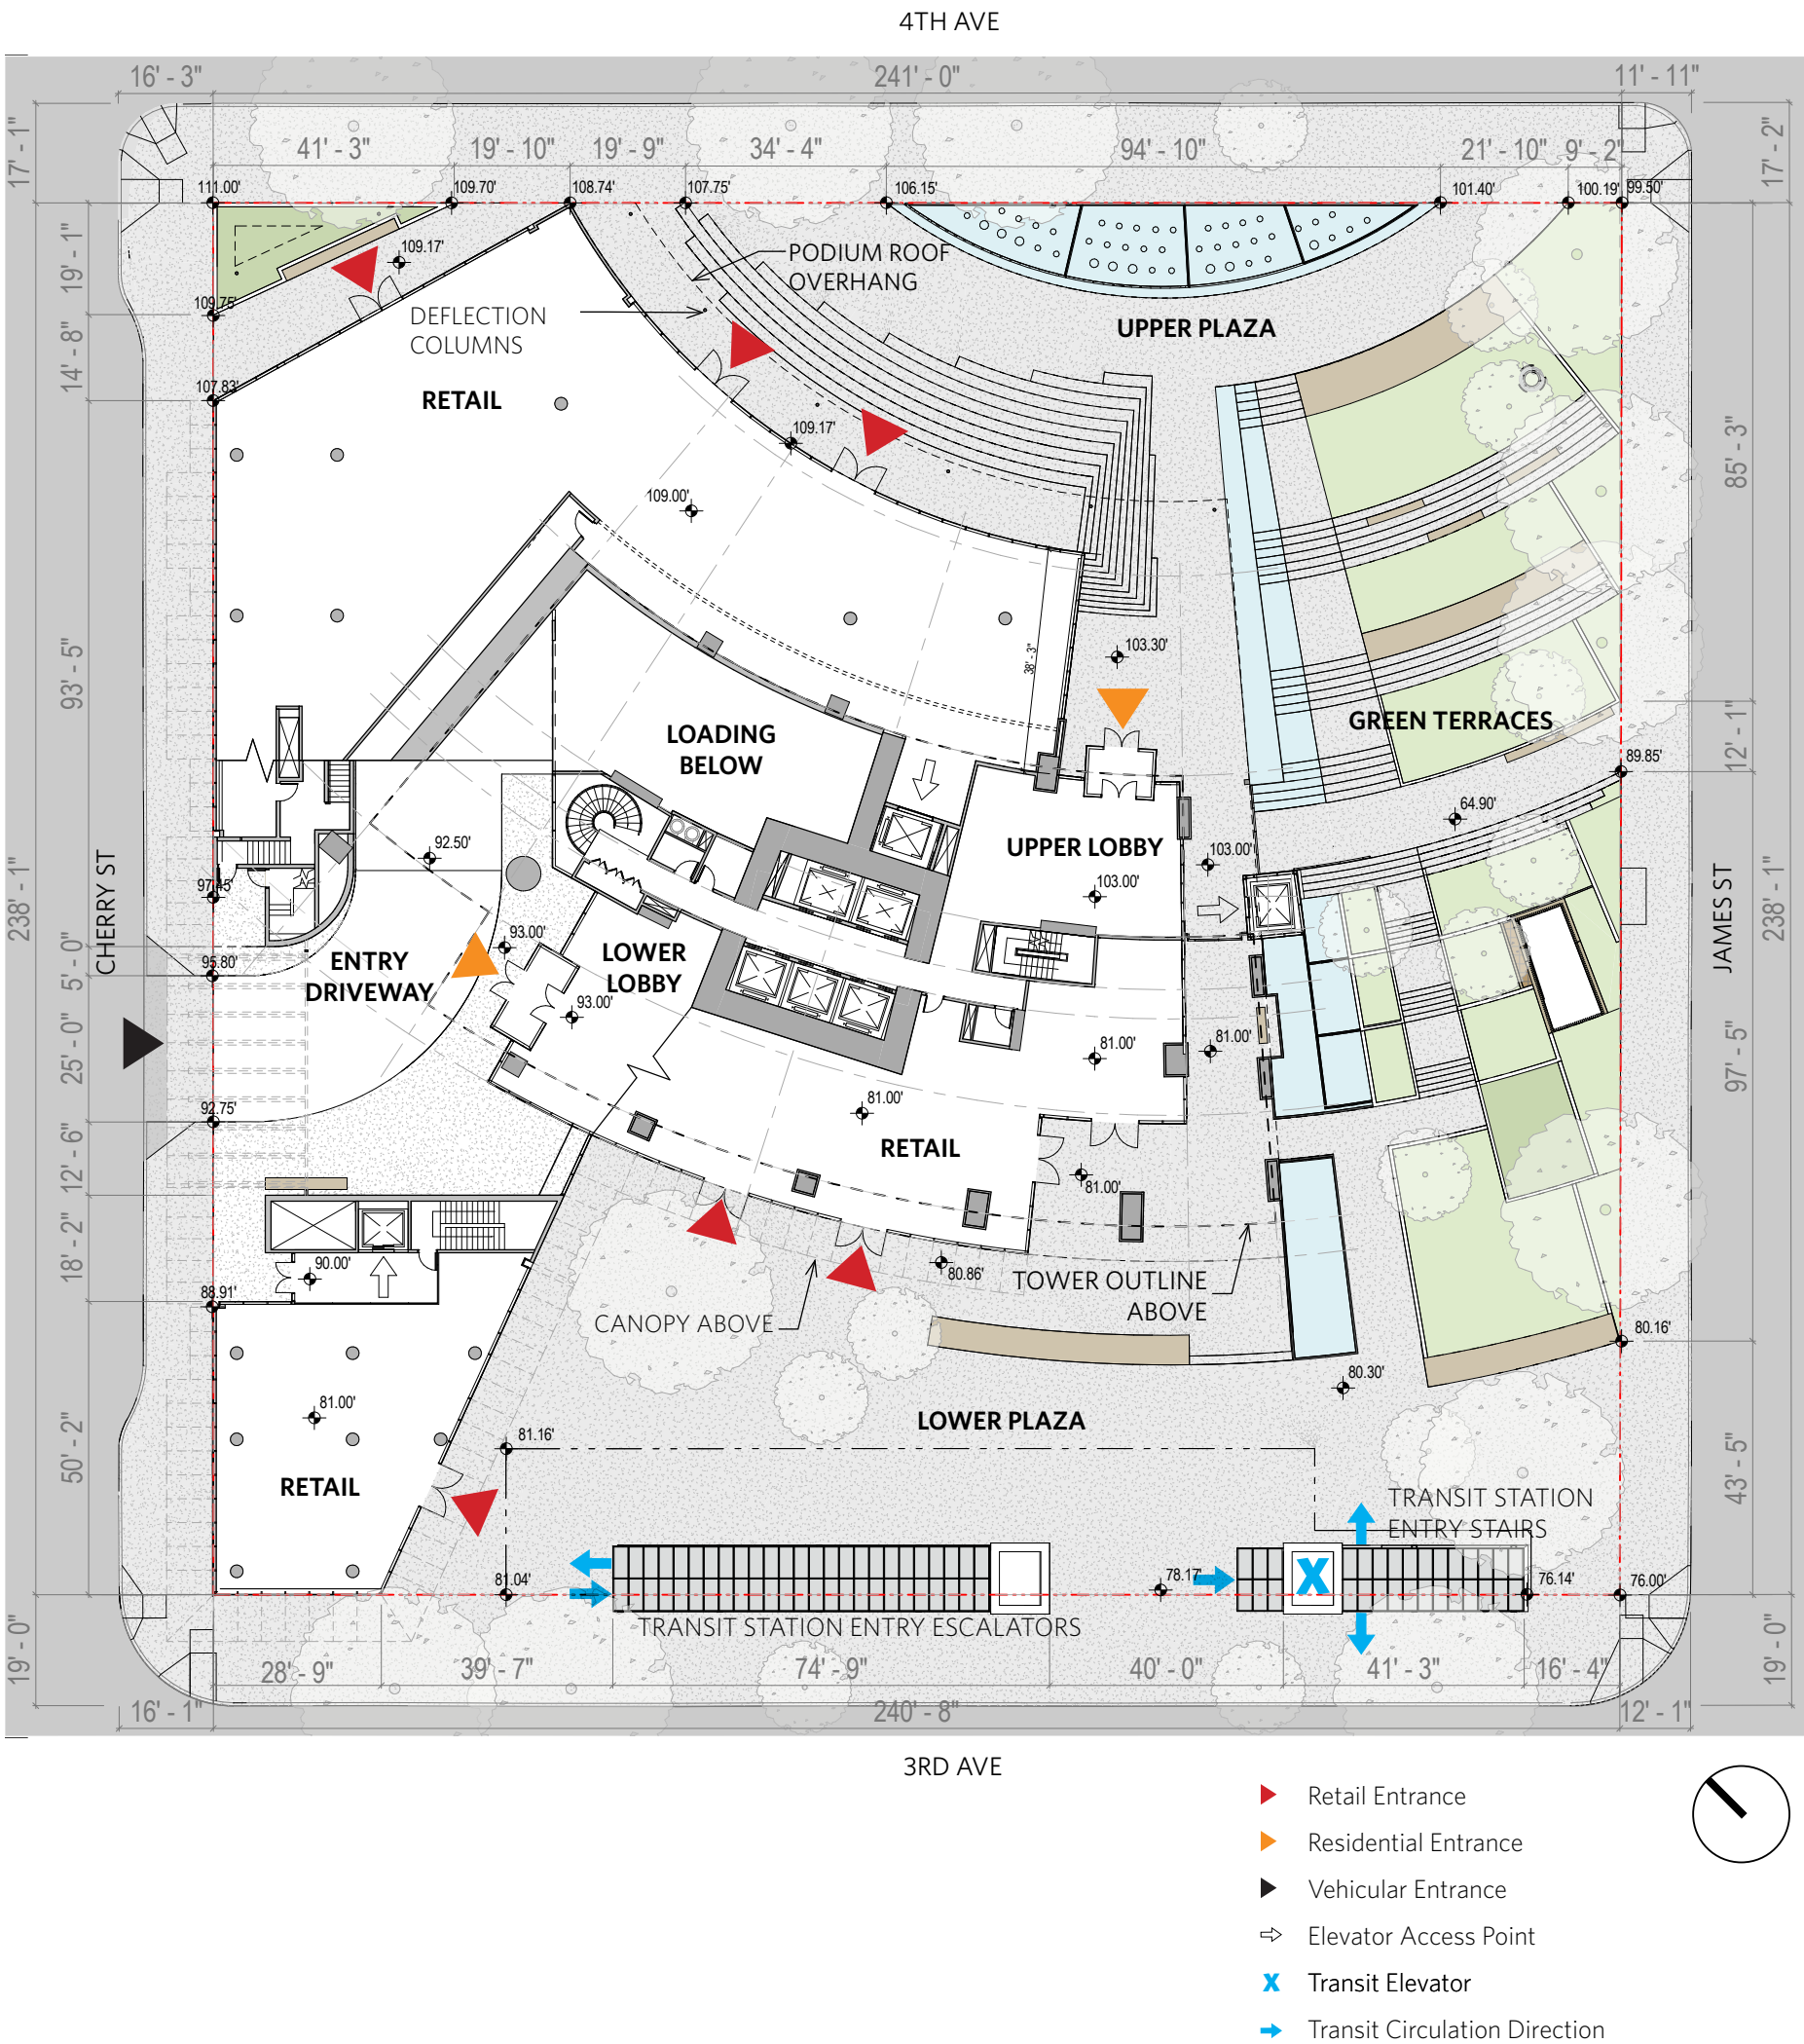 4TH AVE
16' - 3"
241' - 0"
11' - 11"
17' - 1"
17' - 2"
41' - 3"
19' - 10"
19' - 9"
34' - 4"
94' - 10"
21' - 10"
9' - 2"
111.00'
109.70'
108.74'
107.75'
106.15'
101.40'
100.19'
99.50'
19' - 1"
109.17'
PODIUM ROOF
OVERHANG
109.75'
DEFLECTION
COLUMNS
UPPER PLAZA
14' - 8"
107.83'
RETAIL
109.17'
85' - 3"
109.00'
93' - 5"
103.30'
38' - 3"
LOADING
BELOW
GREEN TERRACES
12' - 1"
89.85'
64.90'
UPPER LOBBY
92.50'
103.00'
103.00'
97.45'
CHERRY ST
JAMES ST
238' - 1"
238' - 1"
93.00'
LOWER
LOBBY
ENTRY
DRIVEWAY
5' - 0"
95.80'
93.00'
25' - 0"
81.00'
81.00'
97' - 5"
92.75'
81.00'
RETAIL
12' - 6"
81.00'
18' - 2"
90.00'
80.86'
TOWER OUTLINE
ABOVE
88.91'
CANOPY ABOVE
80.16'
80.30'
81.00'
LOWER PLAZA
81.16'
50' - 2"
43' - 5"
RETAIL
TRANSIT STATION
ENTRY STAIRS
X
81.04'
78.17'
76.14'
76.00'
TRANSIT STATION ENTRY ESCALATORS
19' - 0"
19' - 0"
28' - 9"
39' - 7"
74' - 9"
40' - 0"
41' - 3"
16' - 4"
16' - 1"
240' - 8"
12' - 1"
3RD AVE
Retail Entrance
Residential Entrance
Vehicular Entrance
Elevator Access Point
X Transit Elevator
Transit Circulation Direction